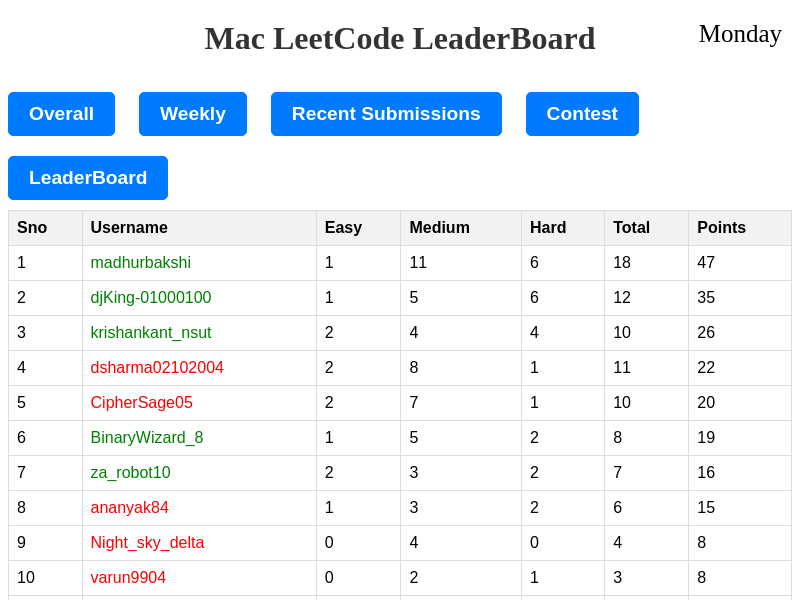 Mac LeetCode LeaderBoard
Monday
Overall Weekly Recent Submissions Contest
LeaderBoard
Sno Username Easy Medium Hard Total Points
1 madhurbakshi 1 11 6 18 47
2 djKing-01000100 1 5 6 12 35
3 krishankant_nsut 2 4 4 10 26
4 dsharma02102004 2 8 1 11 22
5 CipherSage05 2 7 1 10 20
6 BinaryWizard_8 1 5 2 8 19
7 za_robot10 2 3 2 7 16
8 ananyak84 1 3 2 6 15
9 Night_sky_delta 0 4 0 4 8
10 varun9904 0 2 1 3 8